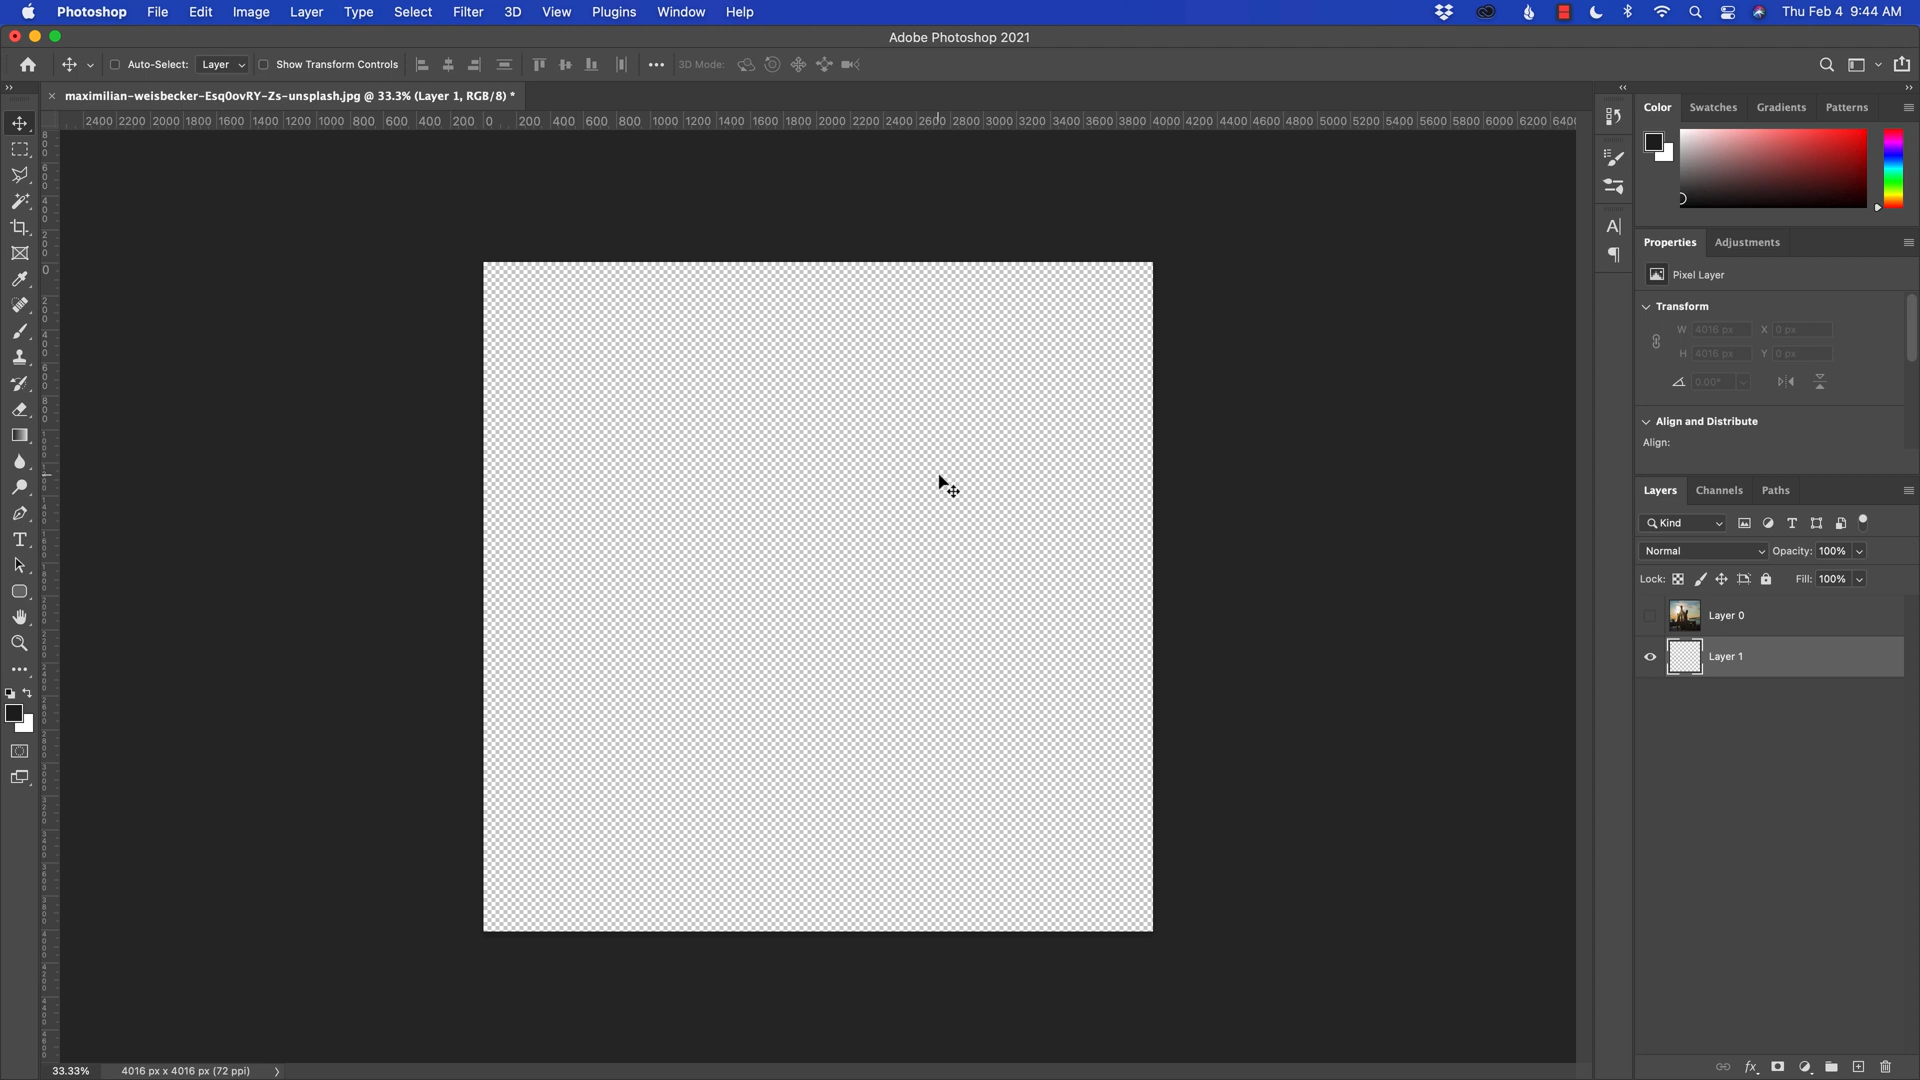 Photoshop File Edit Image Layer Type Select Filter 3D View Plugins Window Help Thu Feb 4 9:44 AM
Adobe Photoshop 2021
Auto-Select: Layer Show Transform Controls 3D Mode:
maximilian-weisbecker-Esq0ovRY-Zs-unsplash.jpg @ 33.3% (Layer 1, RGB/8) *
2400 2200 2000 1800 1600 1400 1200 1000 800 600 400 200 0 200 400 600 800 1000 1200 1400 1600 1800 2000 2200 2400 2600 2800 3000 3200 3400 3600 3800 4000 4200 4400 4600 4800 5000 5200 5400 5600 5800 6000 6200 640
Color Swatches Gradients Patterns
Properties Adjustments
Pixel Layer
Transform
W 4016 px X 0 px
H 4016 px Y 0 px
0.00°
Align and Distribute
Align:
Layers Channels Paths
Kind
Normal Opacity: 100%
Lock: Fill: 100%
Layer 0
Layer 1
33.33% 4016 px x 4016 px (72 ppi)